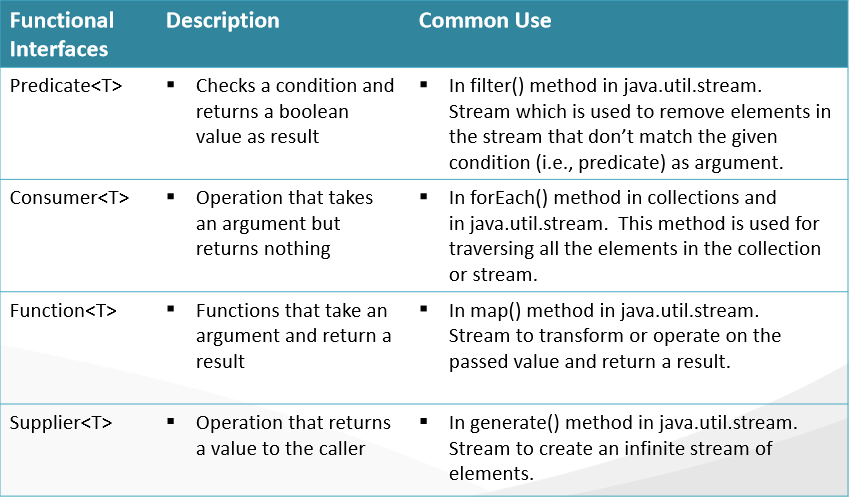 Functional Interfaces
Description
Common Use
Predicate<T>
▪ Checks a condition and
returns a boolean
value as result
▪ In filter() method in java.util.stream.
Stream which is used to remove elements in
the stream that don’t match the given
condition (i.e., predicate) as argument.
Consumer<T>
▪ Operation that takes
an argument but
returns nothing
▪ In forEach() method in collections and
in java.util.stream.  This method is used for
traversing all the elements in the collection
or stream.
Function<T>
▪ Functions that take an
argument and return a
result
▪ In map() method in java.util.stream.
Stream to transform or operate on the
passed value and return a result.
Supplier<T>
▪ Operation that returns
a value to the caller
▪ In generate() method in java.util.stream.
Stream to create an infinite stream of
elements.